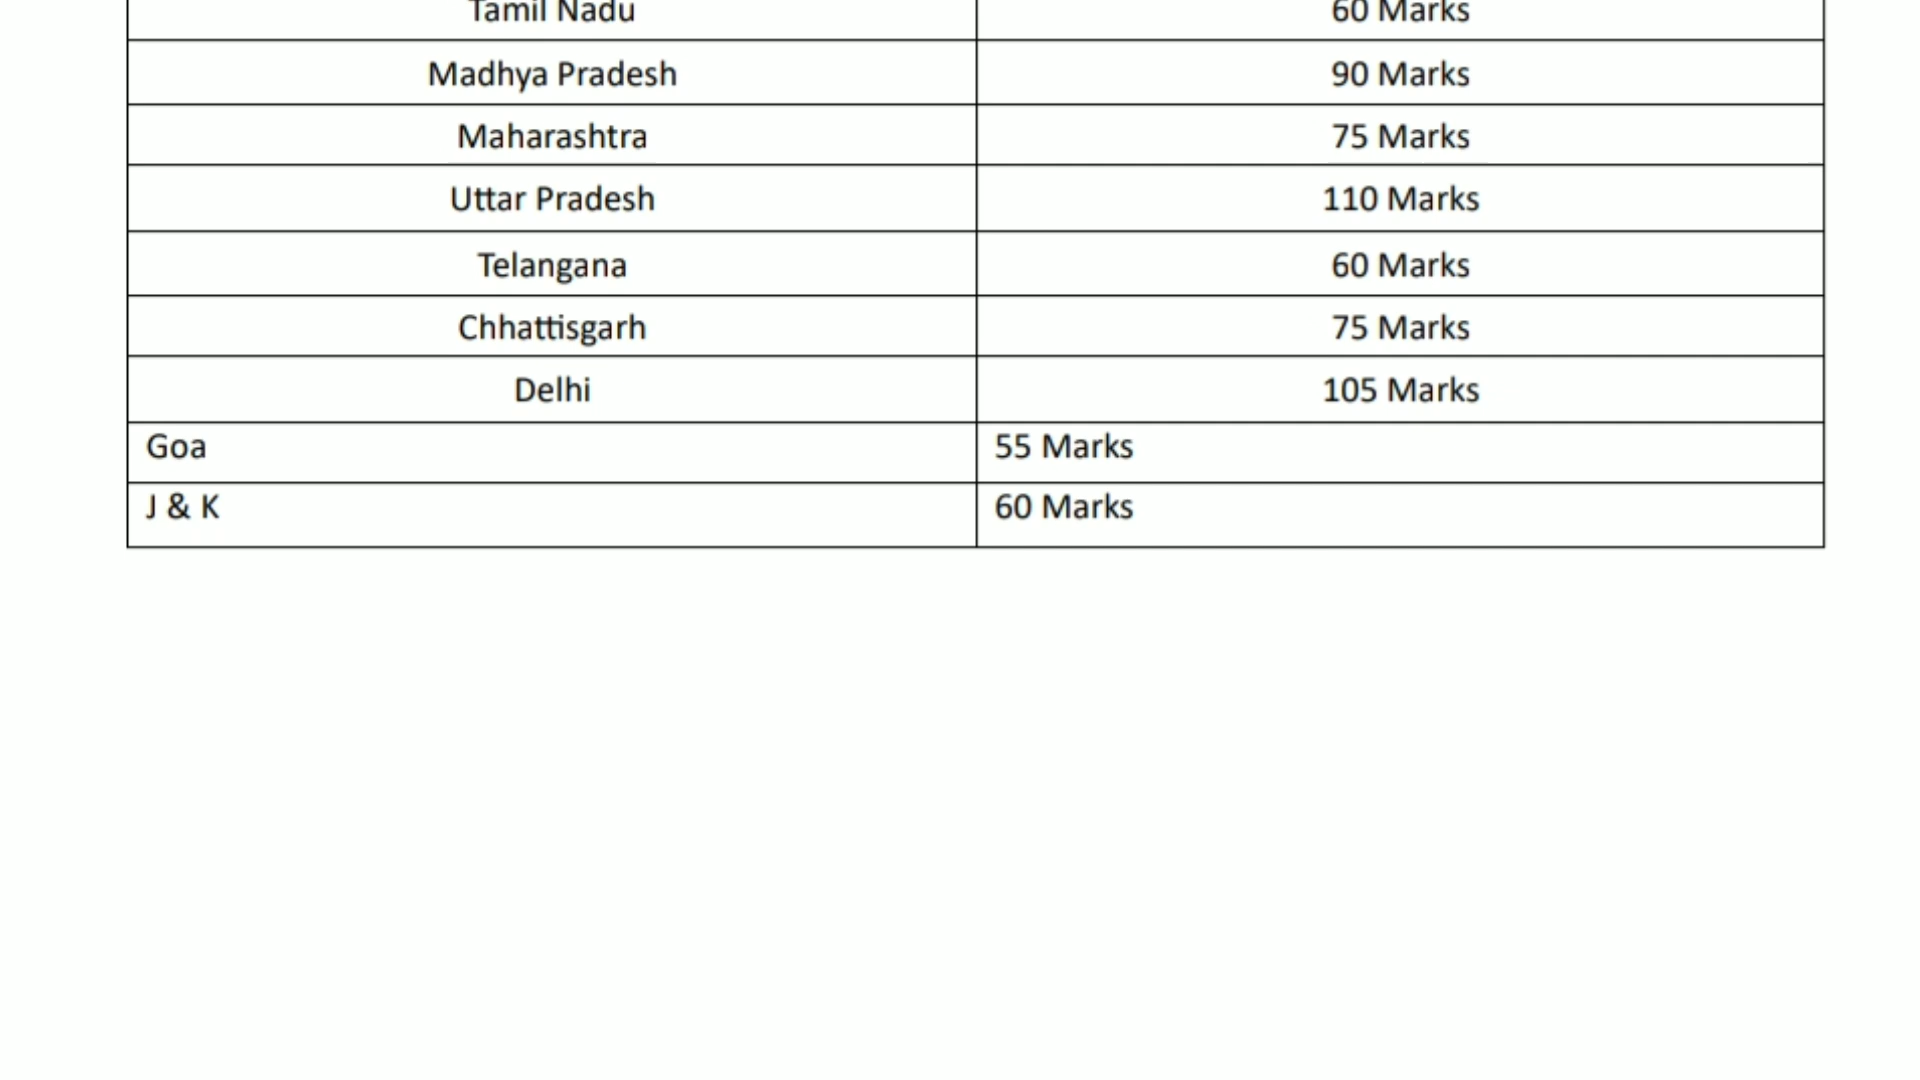 Tamil Nadu 60 Marks
Madhya Pradesh 90 Marks
Maharashtra 75 Marks
Uttar Pradesh 110 Marks
Telangana 60 Marks
Chhattisgarh 75 Marks
Delhi 105 Marks
Goa 55 Marks
J & K 60 Marks